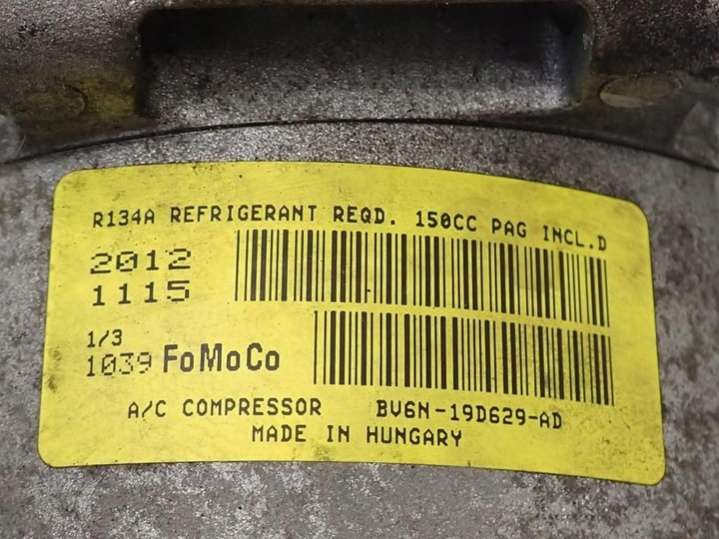 R134A REFRIGERANT REQD. 150CC PAG INCL.D
2012
1115
1/3
1039 FoMoCo
A/C COMPRESSOR BV6N-19D629-AD
MADE IN HUNGARY